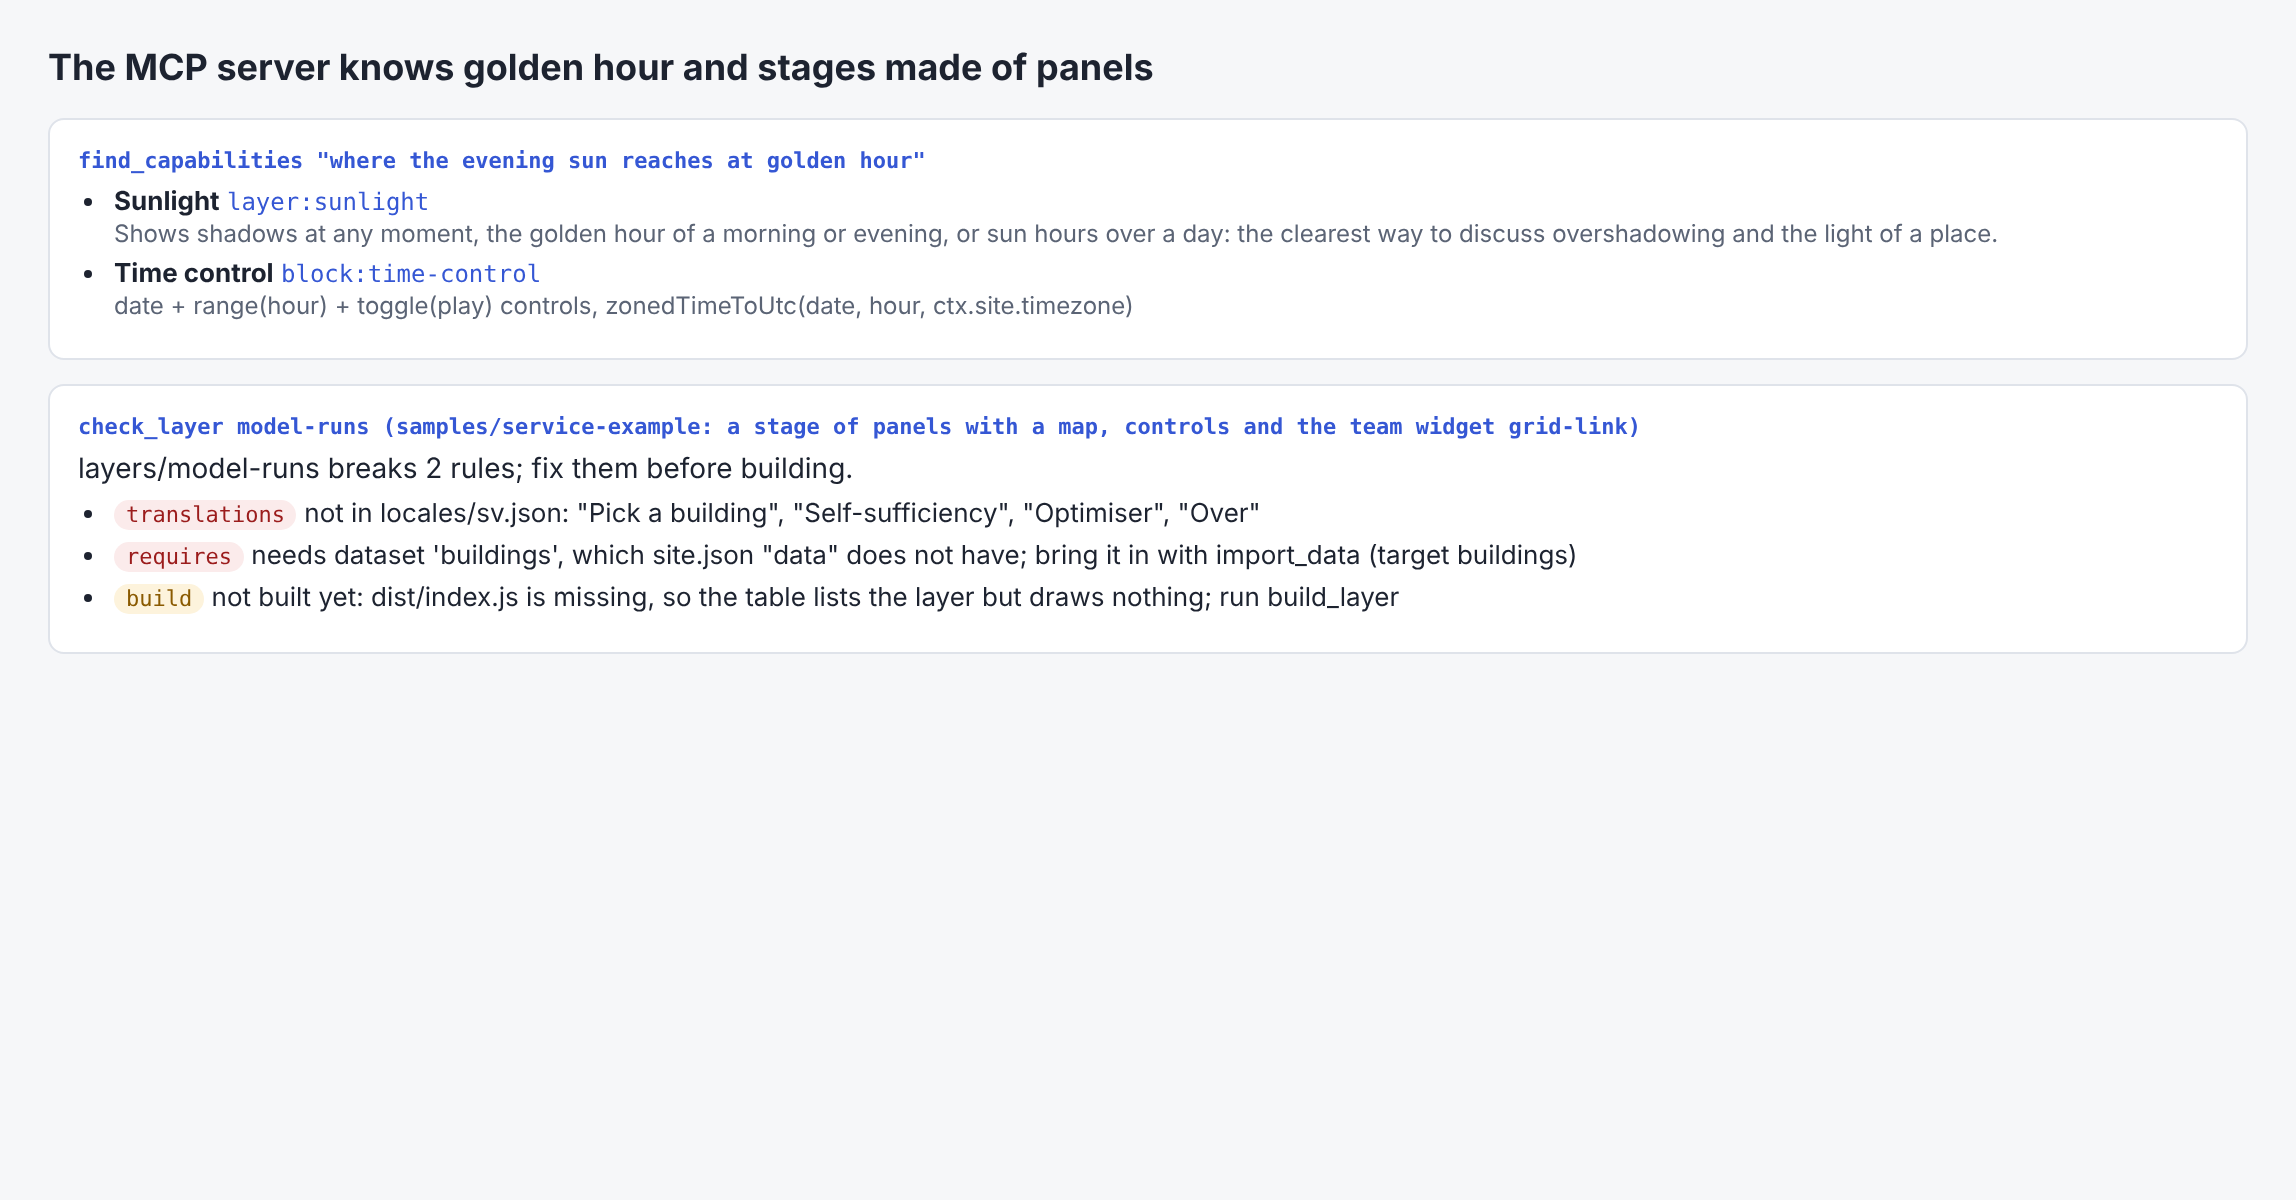 The MCP server knows golden hour and stages made of panels
find_capabilities "where the evening sun reaches at golden hour"
Sunlight layer:sunlight
Shows shadows at any moment, the golden hour of a morning or evening, or sun hours over a day: the clearest way to discuss overshadowing and the light of a place.
Time control block:time-control
date + range(hour) + toggle(play) controls, zonedTimeToUtc(date, hour, ctx.site.timezone)
check_layer model-runs (samples/service-example: a stage of panels with a map, controls and the team widget grid-link)
layers/model-runs breaks 2 rules; fix them before building.
translations not in locales/sv.json: "Pick a building", "Self-sufficiency", "Optimiser", "Over"
requires needs dataset 'buildings', which site.json "data" does not have; bring it in with import_data (target buildings)
build not built yet: dist/index.js is missing, so the table lists the layer but draws nothing; run build_layer